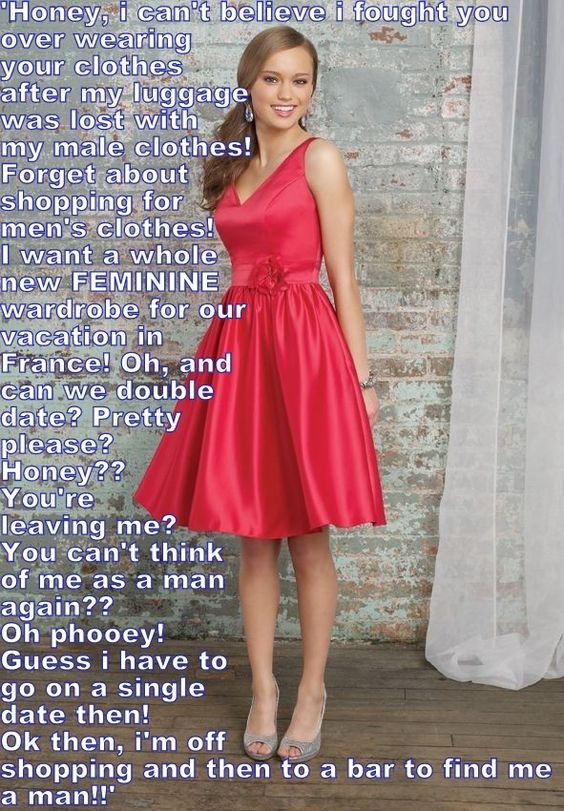 'Honey, i can't believe i fought you
over wearing
your clothes
after my luggage
was lost with
my male clothes!
Forget about
shopping for
men's clothes!
I want a whole
new FEMININE
wardrobe for our
vacation in
France! Oh, and
can we double
date? Pretty
please?
Honey??
You're
leaving me?
You can't think
of me as a man
again??
Oh phooey!
Guess i have to
go on a single
date then!
Ok then, i'm off
shopping and then to a bar to find me
a man!!'